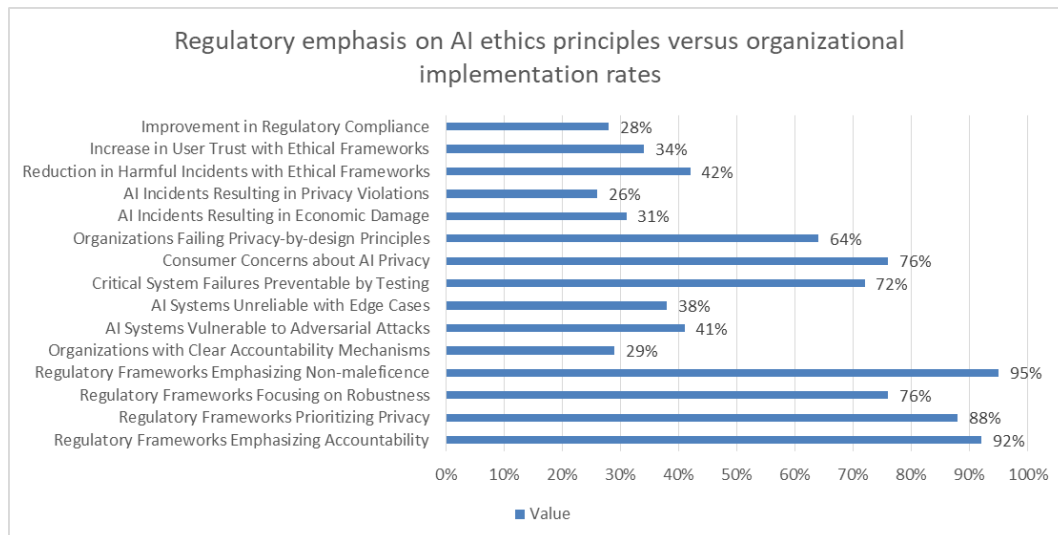 Regulatory emphasis on AI ethics principles versus organizational
implementation rates
Improvement in Regulatory Compliance 28%
Increase in User Trust with Ethical Frameworks 34%
Reduction in Harmful Incidents with Ethical Frameworks 42%
AI Incidents Resulting in Privacy Violations 26%
AI Incidents Resulting in Economic Damage 31%
Organizations Failing Privacy-by-design Principles 64%
Consumer Concerns about AI Privacy 76%
Critical System Failures Preventable by Testing 72%
AI Systems Unreliable with Edge Cases 38%
AI Systems Vulnerable to Adversarial Attacks 41%
Organizations with Clear Accountability Mechanisms 29%
Regulatory Frameworks Emphasizing Non-maleficence 95%
Regulatory Frameworks Focusing on Robustness 76%
Regulatory Frameworks Prioritizing Privacy 88%
Regulatory Frameworks Emphasizing Accountability 92%
0% 10% 20% 30% 40% 50% 60% 70% 80% 90% 100%
Value